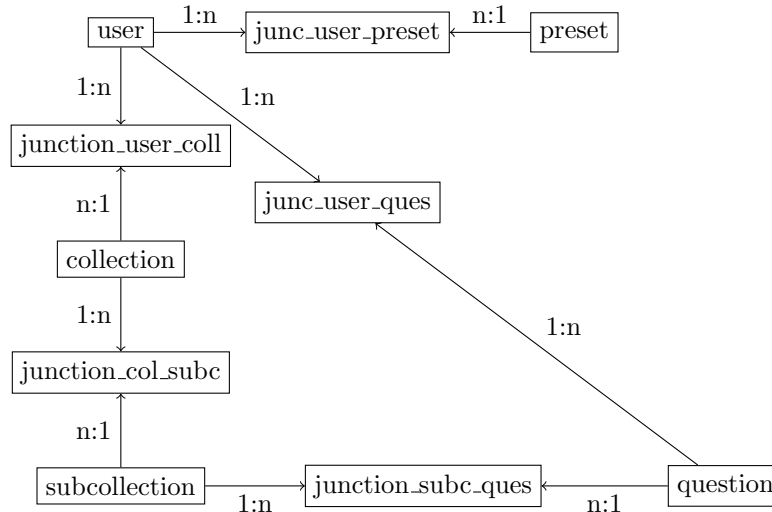 user
1:n
junc_user_preset
n:1
preset
1:n
1:n
junction_user_coll
junc_user_ques
n:1
collection
1:n
1:n
junction_col_subc
n:1
subcollection
1:n
junction_subc_ques
n:1
question